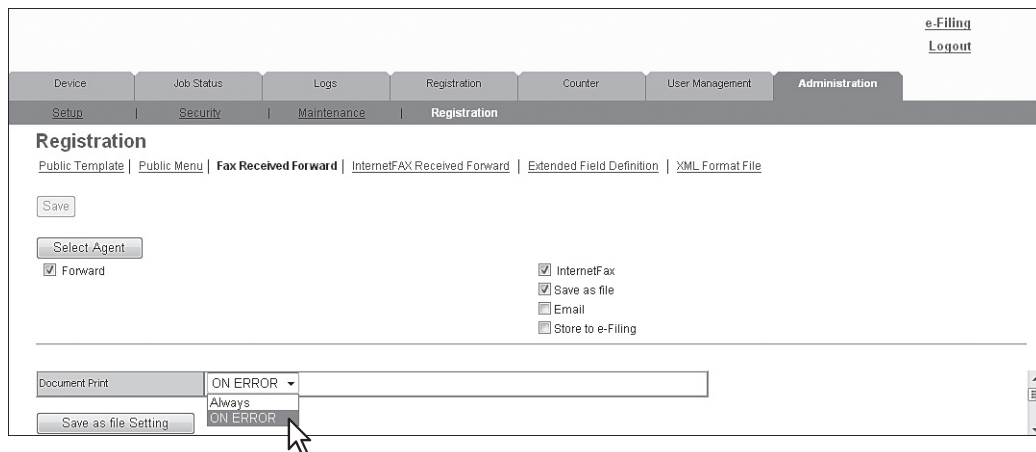 e-Filing
Logout
Device Job Status Logs Registration Counter User Management Administration
Setup | Security | Maintenance | Registration
Registration
Public Template | Public Menu | Fax Received Forward | InternetFAX Received Forward | Extended Field Definition | XML Format File
Save
Select Agent
Forward InternetFax
Save as file
Email
Store to e-Filing
Document Print ON ERROR
Always
ON ERROR
Save as file Setting